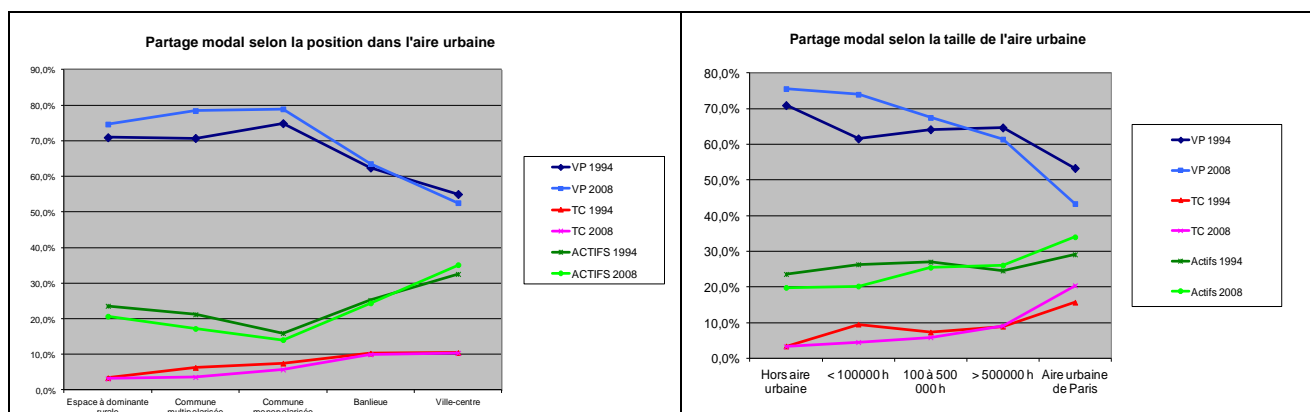 Partage modal selon la position dans l'aire urbaine
90,0%
80,0%
70,0%
60,0%
50,0%
40,0%
30,0%
20,0%
10,0%
0,0%
Espace à dominante
rurale
Commune
multipolarisée
Commune
monopolarisée
Banlieue
Ville-centre
VP 1994
VP 2008
TC 1994
TC 2008
ACTIFS 1994
ACTIFS 2008
Partage modal selon la taille de l'aire urbaine
80,0%
70,0%
60,0%
50,0%
40,0%
30,0%
20,0%
10,0%
0,0%
Hors aire
urbaine
< 100000 h
100 à 500
000 h
> 500000 h
Aire urbaine
de Paris
VP 1994
VP 2008
TC 1994
TC 2008
Actifs 1994
Actifs 2008